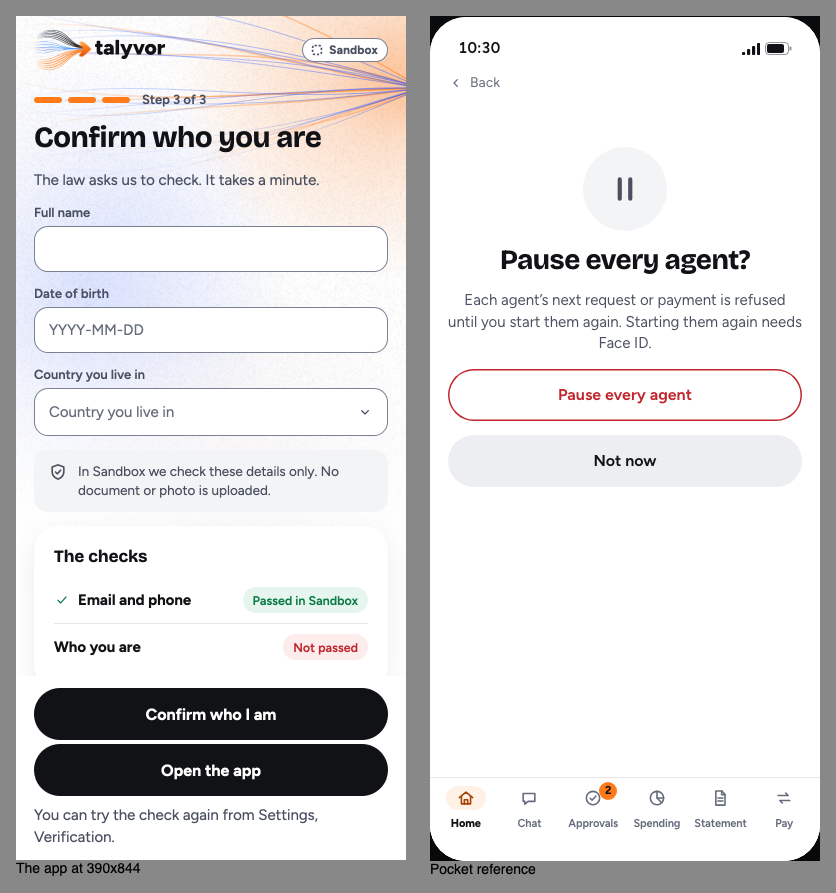 talyvor
Sandbox
Step 3 of 3
Confirm who you are
The law asks us to check. It takes a minute.
Full name
Date of birth
YYYY-MM-DD
Country you live in
Country you live in
In Sandbox we check these details only. No
document or photo is uploaded.
The checks
Email and phone
Passed in Sandbox
Who you are
Not passed
Confirm who I am
Open the app
You can try the check again from Settings,
Verification.
The app at 390x844
10:30
Back
Pause every agent?
Each agent’s next request or payment is refused
until you start them again. Starting them again needs
Face ID.
Pause every agent
Not now
2
Home
Chat
Approvals
Spending
Statement
Pay
Pocket reference